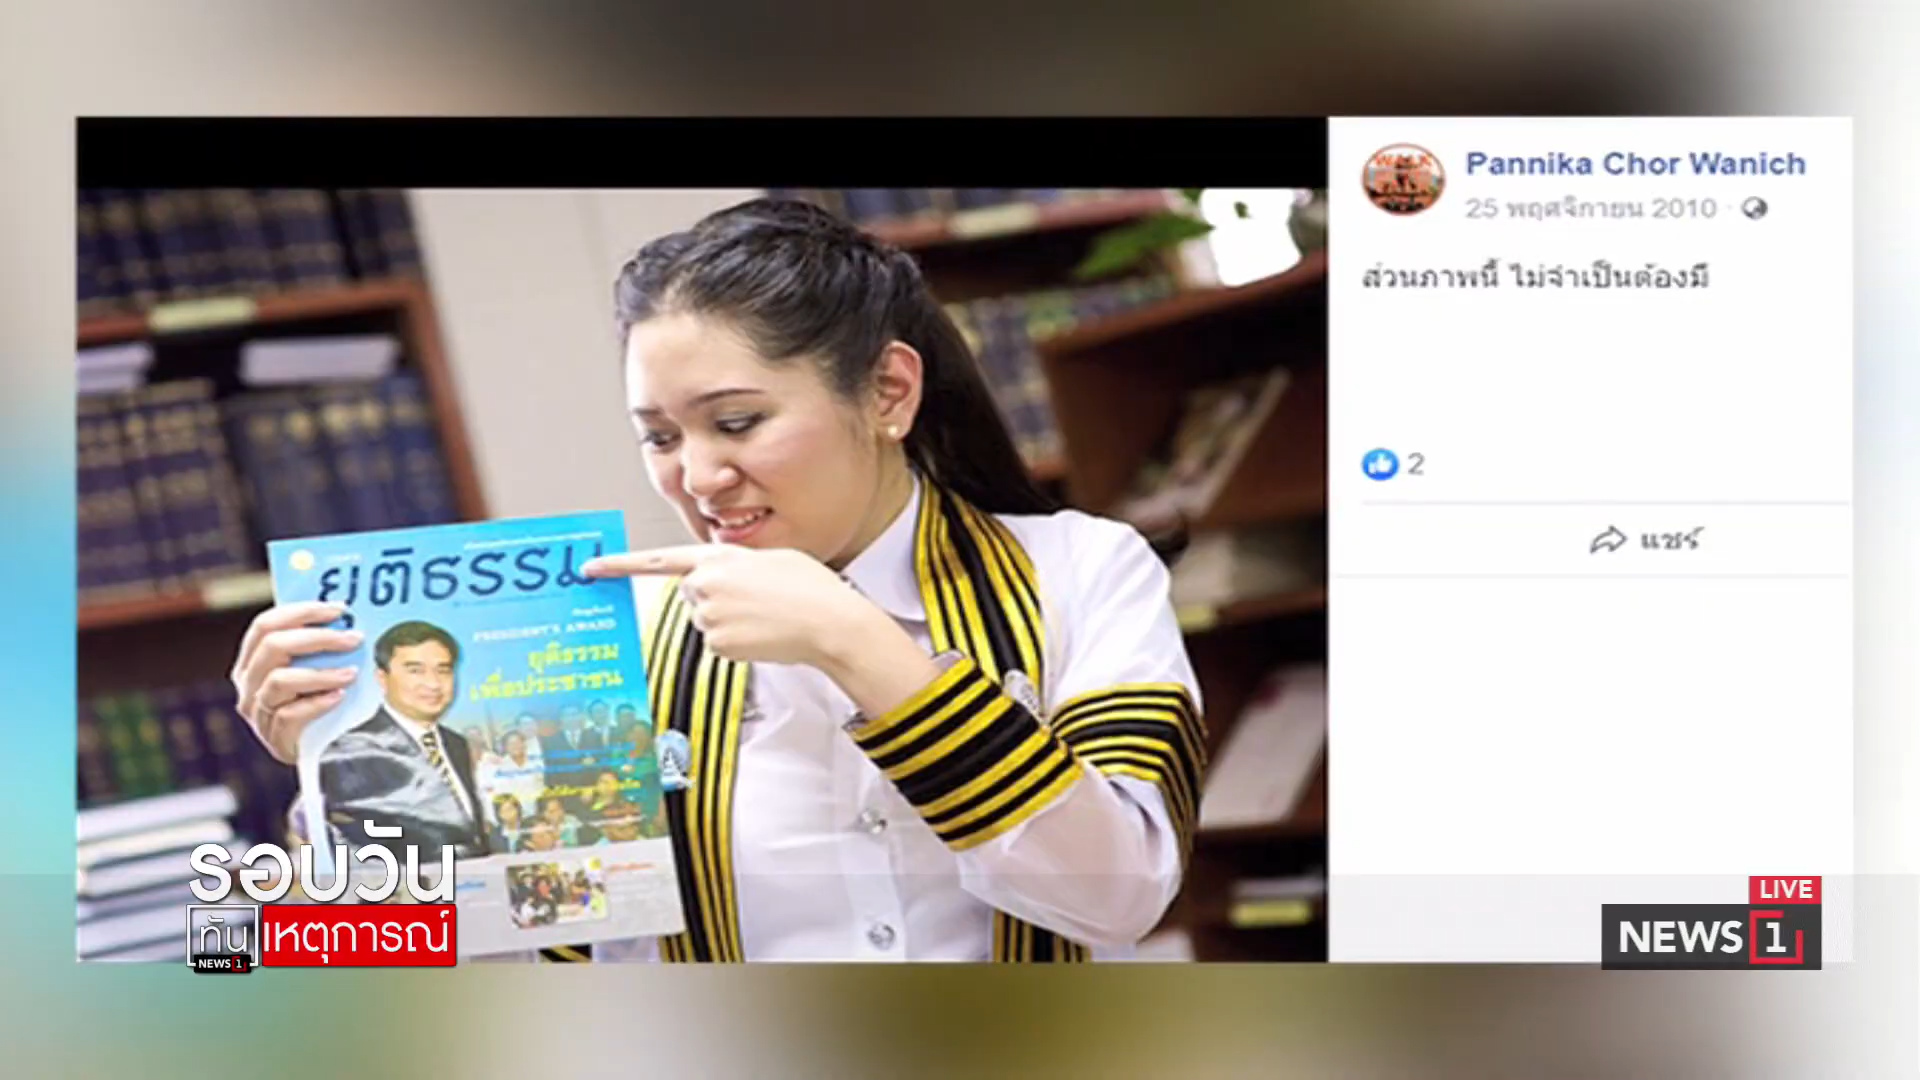 Pannika Chor Wanich
25 พฤศจิกายน 2010
ส่วนภาพนี้ ไม่จำเป็นต้องมี
2
แชร์
ยุติธรรม
PRESIDENT'S AWARD
ยุติธรรม
เพื่อประชาชน
รอบวัน
ทัน เหตุการณ์
NEWS 1
LIVE
NEWS 1